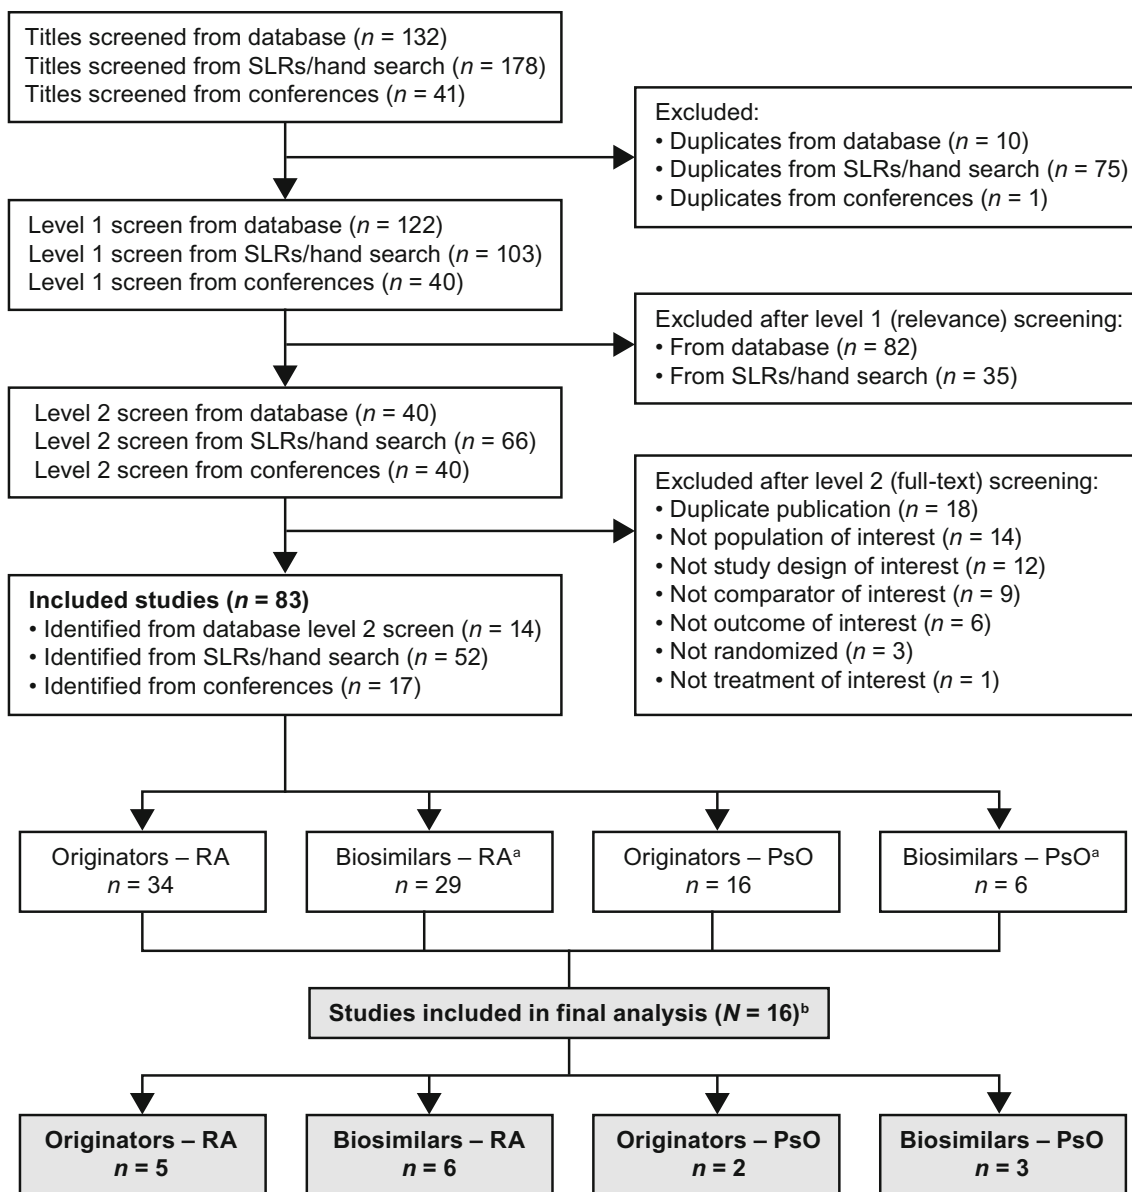 Titles screened from database (n = 132)
Titles screened from SLRs/hand search (n = 178)
Titles screened from conferences (n = 41)
Excluded:
• Duplicates from database (n = 10)
• Duplicates from SLRs/hand search (n = 75)
• Duplicates from conferences (n = 1)
Level 1 screen from database (n = 122)
Level 1 screen from SLRs/hand search (n = 103)
Level 1 screen from conferences (n = 40)
Excluded after level 1 (relevance) screening:
• From database (n = 82)
• From SLRs/hand search (n = 35)
Level 2 screen from database (n = 40)
Level 2 screen from SLRs/hand search (n = 66)
Level 2 screen from conferences (n = 40)
Excluded after level 2 (full-text) screening:
• Duplicate publication (n = 18)
• Not population of interest (n = 14)
• Not study design of interest (n = 12)
• Not comparator of interest (n = 9)
• Not outcome of interest (n = 6)
• Not randomized (n = 3)
• Not treatment of interest (n = 1)
Included studies (n = 83)
• Identified from database level 2 screen (n = 14)
• Identified from SLRs/hand search (n = 52)
• Identified from conferences (n = 17)
Originators – RA
n = 34
Biosimilars – RAᵃ
n = 29
Originators – PsO
n = 16
Biosimilars – PsOᵃ
n = 6
Studies included in final analysis (N = 16)ᵇ
Originators – RA
n = 5
Biosimilars – RA
n = 6
Originators – PsO
n = 2
Biosimilars – PsO
n = 3